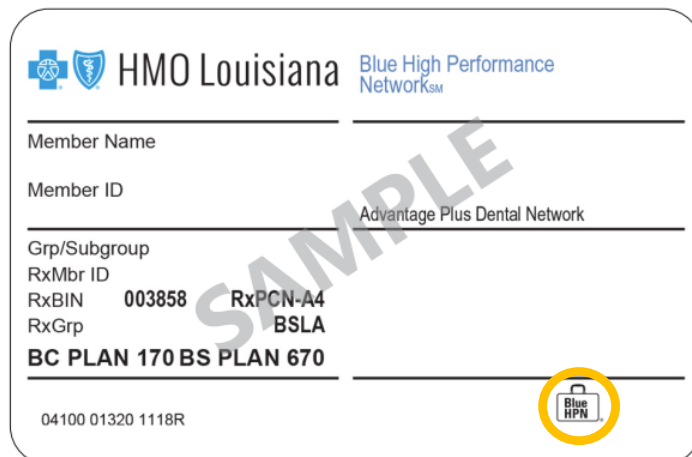 HMO Louisiana
Blue High Performance
Network℠
Member Name
Member ID
Advantage Plus Dental Network
Grp/Subgroup
RxMbr ID
RxBIN 003858 RxPCN-A4
RxGrp BSLA
BC PLAN 170 BS PLAN 670
SAMPLE
04100 01320 1118R
Blue
HPN